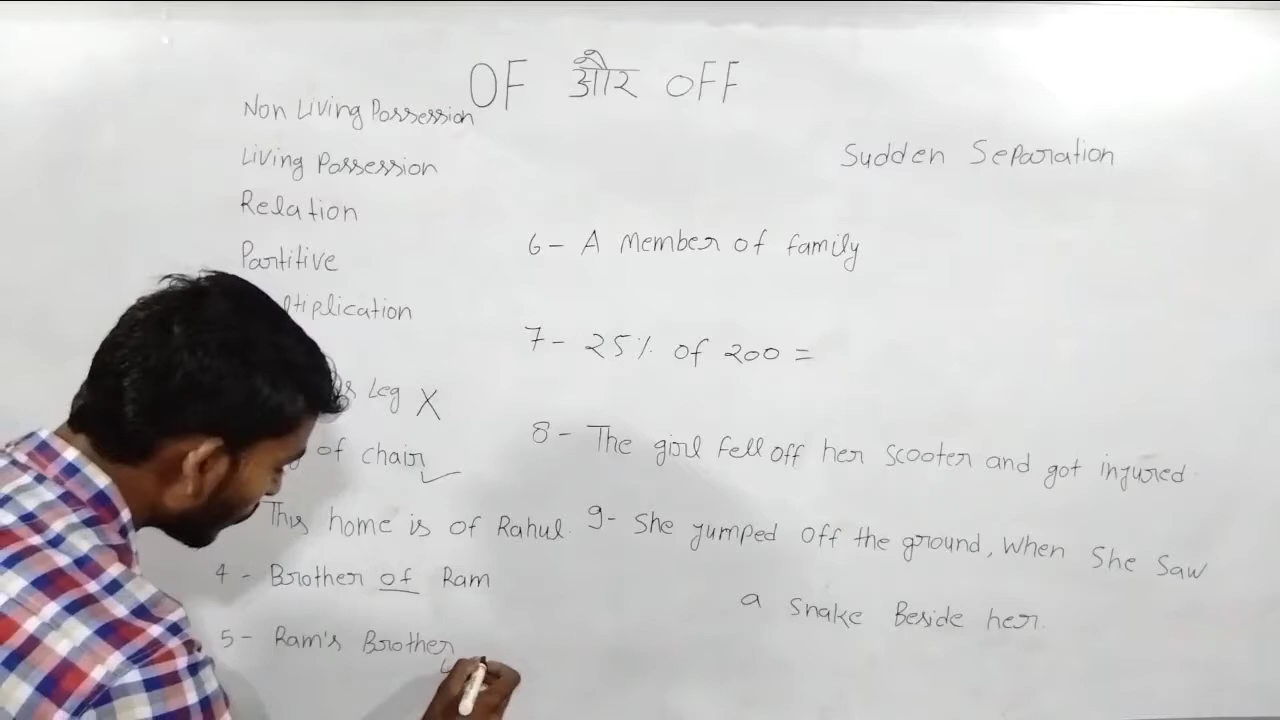 OF और OFF
Non Living Possession
Living Possession
Relation
Partitive
Sudden Separation
Leg X
of chair ✓
This home is of Rahul.
4 - Brother of Ram
5 - Ram's Brother
6 - A member of family
7 - 25% of 200 =
8 - The girl fell off her scooter and got injured.
9 - She jumped off the ground, when she saw
a snake Beside her.